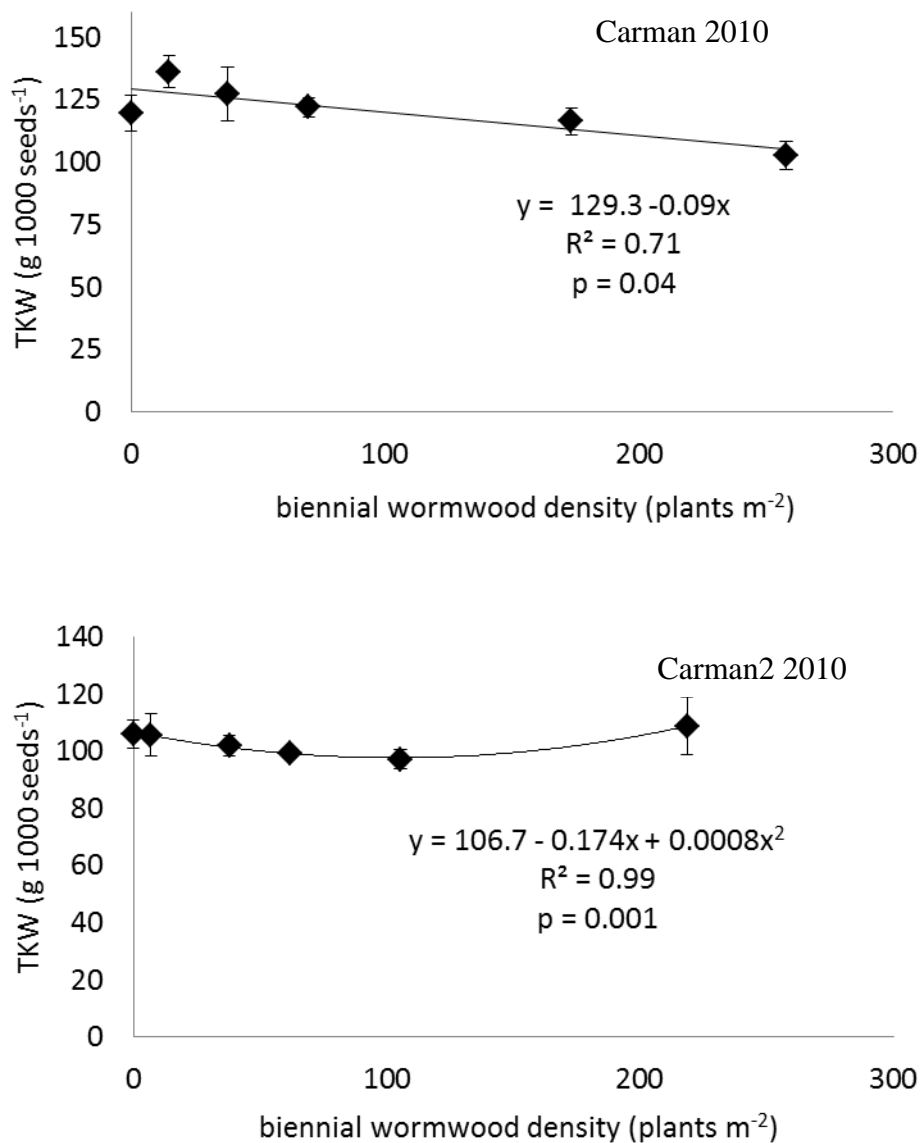 Carman 2010
150
125
100
75
50
25
0
TKW (g 1000 seeds⁻¹)
y =  129.3 -0.09x
R² = 0.71
p = 0.04
0 100 200 300
biennial wormwood density (plants m⁻²)
Carman2 2010
140
120
100
80
60
40
20
0
TKW (g 1000 seeds⁻¹)
y = 106.7 - 0.174x + 0.0008x²
R² = 0.99
p = 0.001
0 100 200 300
biennial wormwood density (plants m⁻²)